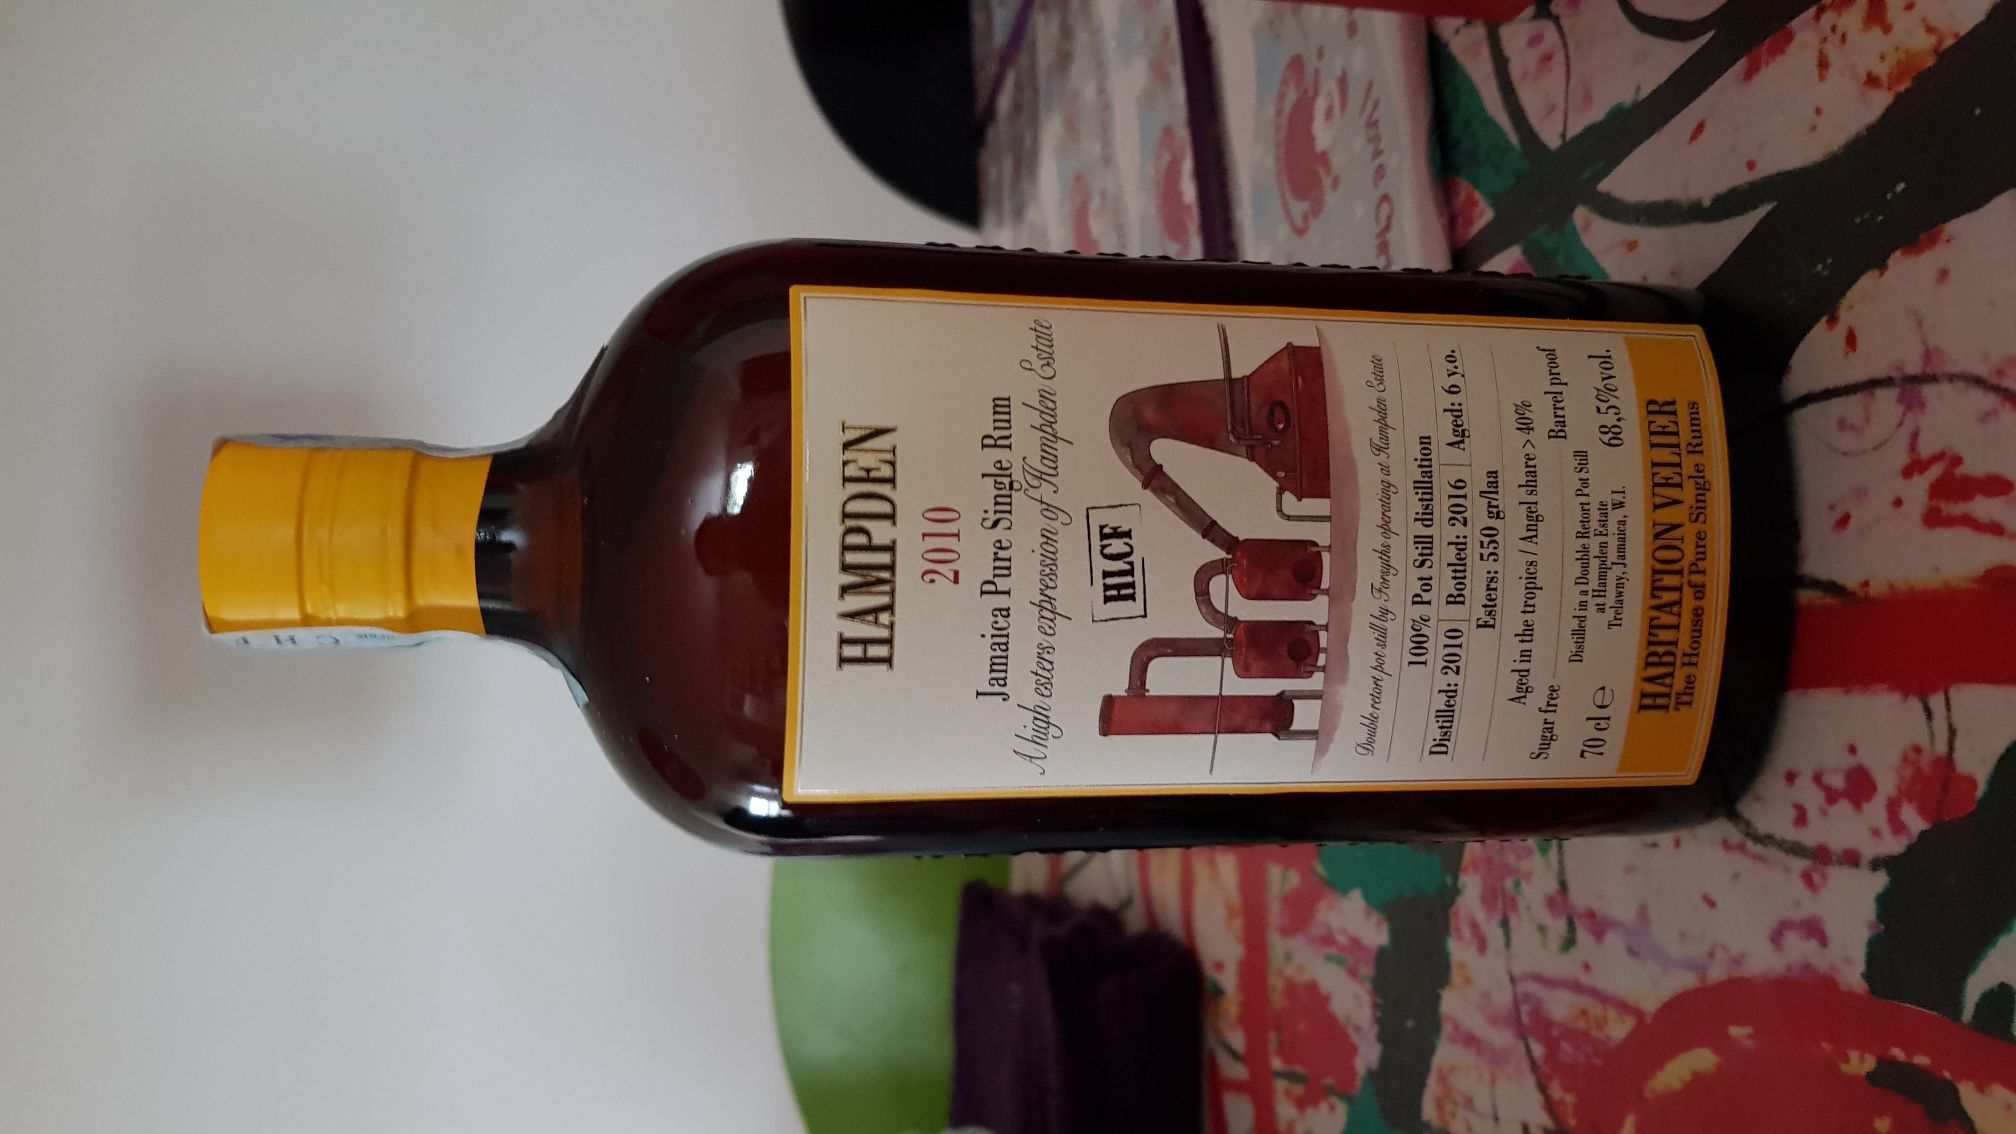 HAMPDEN
2010
Jamaica Pure Single Rum
A high esters expression of Hampden Estate
HLCF
Double retort pot still by Forsyths operating at Hampden Estate
100% Pot Still distillation
Distilled: 2010 | Bottled: 2016 | Aged: 6 y.o.
Esters: 550 gr/laa
Aged in the tropics / Angel share >40%
Sugar free
Distilled in a Double Retort Pot Still
at Hampden Estate
Trelawny, Jamaica, W.I.
Barrel proof
70 cl e
68,5%vol.
HABITATION VELIER
The House of Pure Single Rums